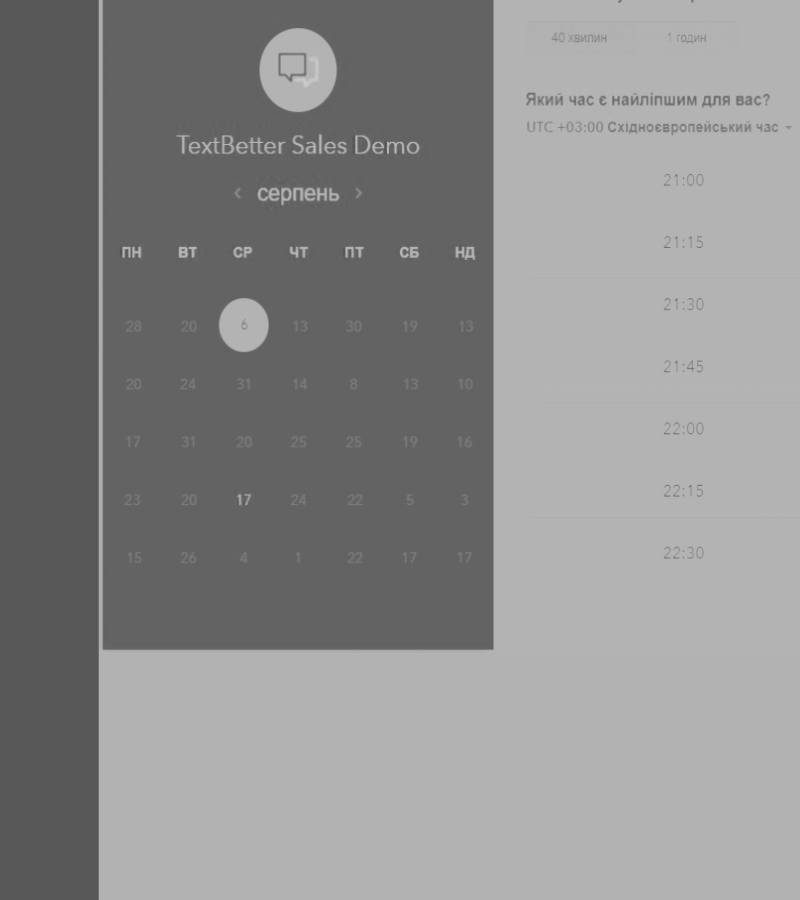 TextBetter Sales Demo
серпень
ПН ВТ СР ЧТ ПТ СБ НД
28 20 6 13 30 19 13
20 24 31 14 8 13 10
17 31 20 25 25 19 16
23 20 17 24 22 5 3
15 26 4 1 22 17 17
40 хвилин 1 годин
Який час є найліпшим для вас?
UTC +03:00 Східноєвропейський час
21:00
21:15
21:30
21:45
22:00
22:15
22:30